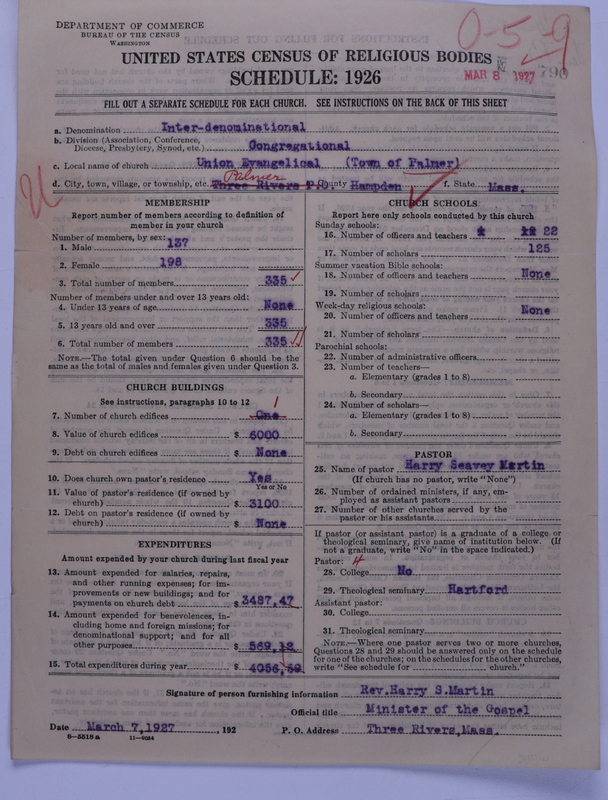 DEPARTMENT OF COMMERCE
BUREAU OF THE CENSUS
WASHINGTON
0-5-9
MAR 8 1927
790
UNITED STATES CENSUS OF RELIGIOUS BODIES
SCHEDULE: 1926
FILL OUT A SEPARATE SCHEDULE FOR EACH CHURCH. SEE INSTRUCTIONS ON THE BACK OF THIS SHEET
a. Denomination Inter-denominational
b. Division (Association, Conference, Diocese, Presbytery, Synod, etc.) Congregational
c. Local name of church Union Evangelical (Town of Palmer)
Palmer
d. City, town, village, or township, etc. Three Rivers P.O. County Hampden f. State Mass.
MEMBERSHIP
Report number of members according to definition of
member in your church
Number of members, by sex:
1. Male 137
2. Female 198
3. Total number of members 335
Number of members under and over 13 years old:
4. Under 13 years of age None
5. 13 years old and over 335
6. Total number of members 335
NOTE.—The total given under Question 6 should be
same as the total of males and females given under Question 3.
CHURCH BUILDINGS
See instructions, paragraphs 10 to 12
1
7. Number of church edifices One
8. Value of church edifices $ 6000
9. Debt on church edifices $ None
10. Does church own pastor's residence? Yes
Yes or No
11. Value of pastor's residence (if owned by
church) $ 3100
12. Debt on pastor's residence (if owned by
church) $ None
EXPENDITURES
Amount expended by your church during last fiscal year
13. Amount expended for salaries, repairs,
and other running expenses; for im-
provements or new buildings; and for
payments on church debt $ 3487.47
14. Amount expended for benevolences, in-
cluding home and foreign missions; for
denominational support; and for all
other purposes $ 569.12
15. Total expenditures during year $ 4056.59
CHURCH SCHOOLS
Report here only schools conducted by this church
Sunday schools:
16. Number of officers and teachers 22
17. Number of scholars 125
Summer vacation Bible schools:
18. Number of officers and teachers None
19. Number of scholars
Week-day religious schools:
20. Number of officers and teachers None
21. Number of scholars
Parochial schools:
22. Number of administrative officers
23. Number of teachers—
a. Elementary (grades 1 to 8)
b. Secondary
24. Number of scholars—
a. Elementary (grades 1 to 8)
b. Secondary
PASTOR
25. Name of pastor Harry Seavey Martin
(If church has no pastor, write "None")
26. Number of ordained ministers, if any, em-
ployed as assistant pastors
27. Number of other churches served by the
pastor or his assistants
If pastor (or assistant pastor) is a graduate of a college or
theological seminary, give name of institution below. (If
not a graduate, write "No" in the space indicated.)
Pastor:
28. College No
29. Theological seminary Hartford
Assistant pastor:
30. College
31. Theological seminary
NOTE.—Where one pastor serves two or more churches,
Questions 28 and 29 should be answered only on the schedule
for one of the churches; on the schedules for the other churches,
write "See schedule for church."
Signature of person furnishing information Rev.Harry S.Martin
Official title Minister of the Gospel
Date March 7,1927 , 192 P. O. Address Three Rivers,Mass.
8—5518 a 11—9024